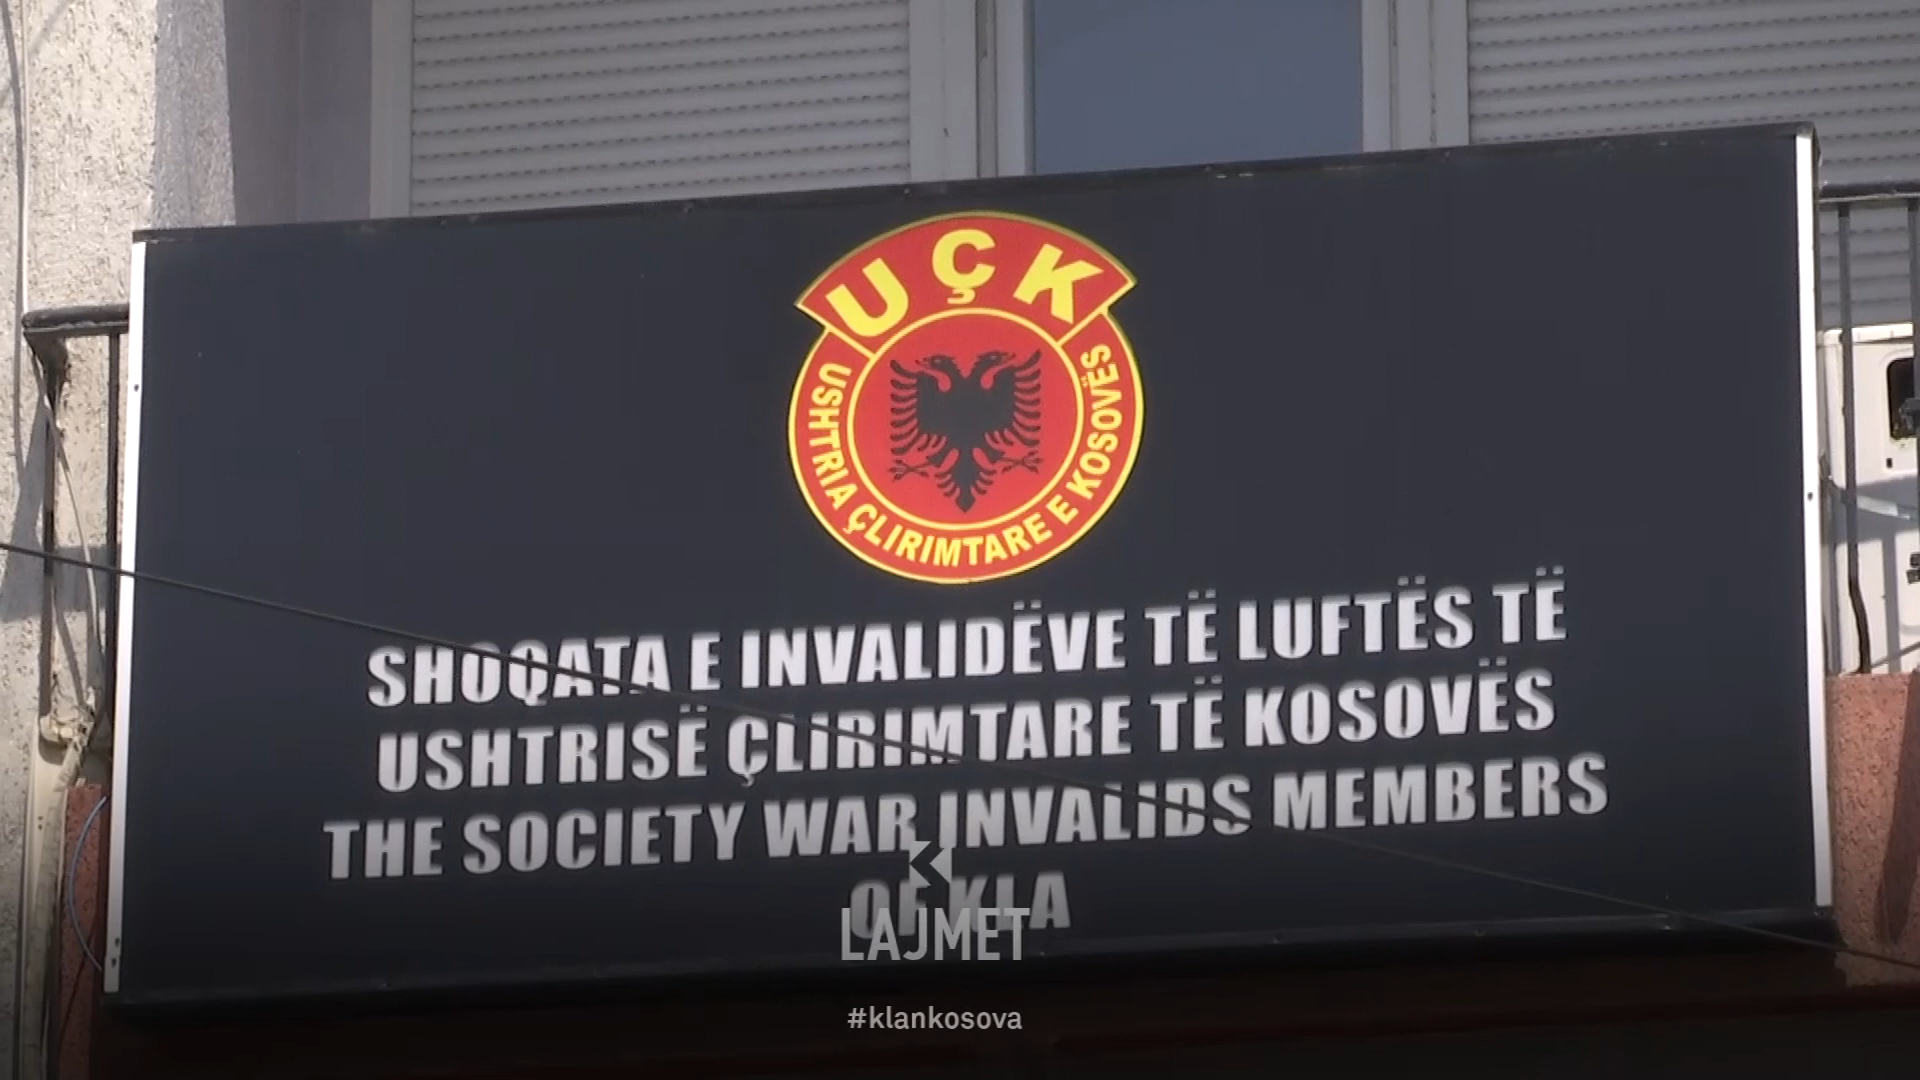 UÇK
USHTRIA ÇLIRIMTARE E KOSOVËS
SHOQATA E INVALIDËVE TË LUFTËS TË
USHTRISË ÇLIRIMTARE TË KOSOVËS
THE SOCIETY WAR INVALIDS MEMBERS
OF KLA
LAJMET
#klankosova